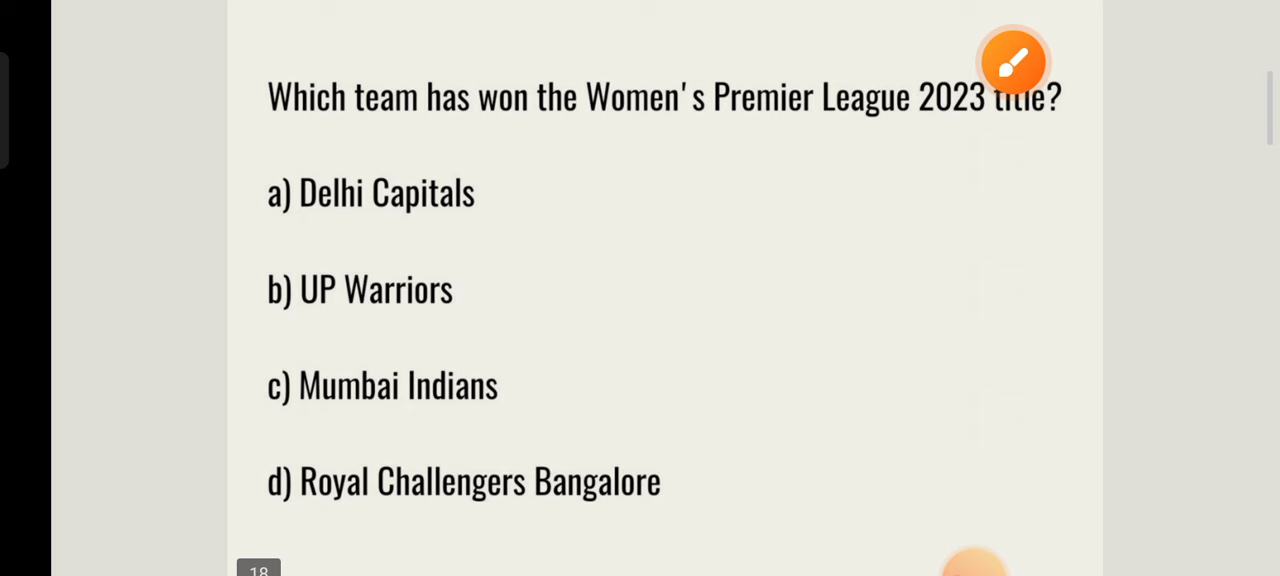 Which team has won the Women's Premier League 2023 title?
a) Delhi Capitals
b) UP Warriors
c) Mumbai Indians
d) Royal Challengers Bangalore
18